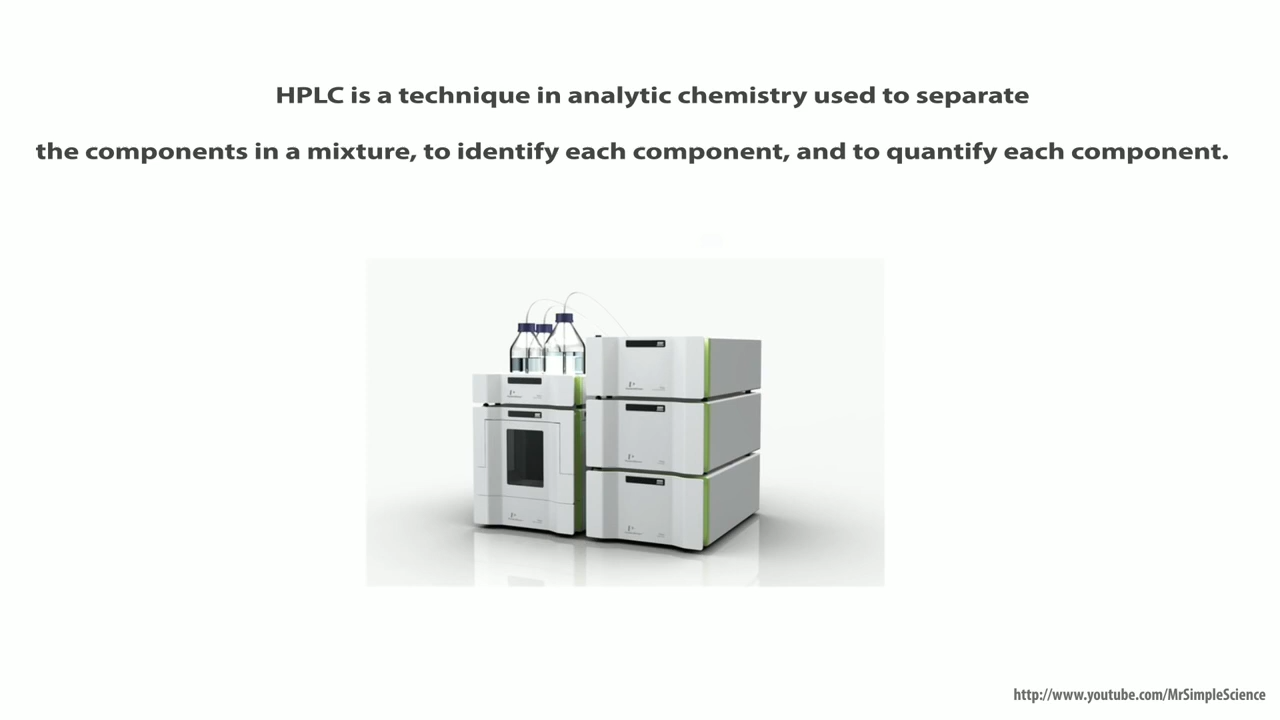 HPLC is a technique in analytic chemistry used to separate
the components in a mixture, to identify each component, and to quantify each component.
http://www.youtube.com/MrSimpleScience